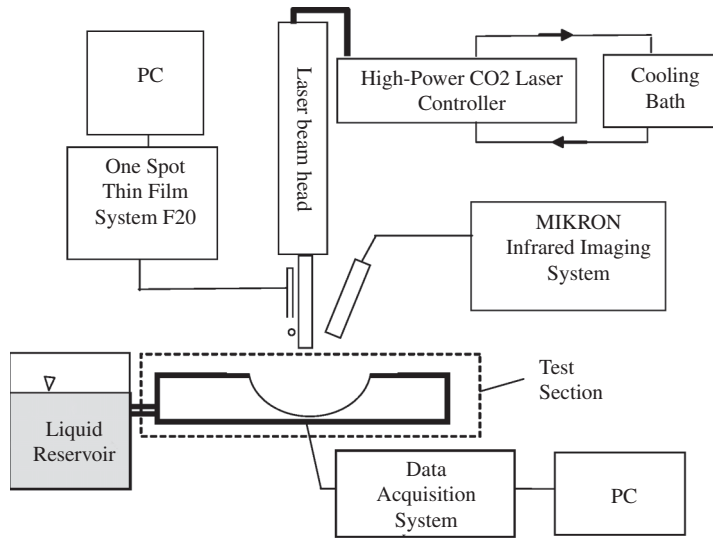 PC
One Spot
Thin Film
System F20
Laser beam head
High-Power CO2 Laser
Controller
Cooling
Bath
MIKRON
Infrared Imaging
System
Test
Section
Liquid
Reservoir
Data
Acquisition
System
PC